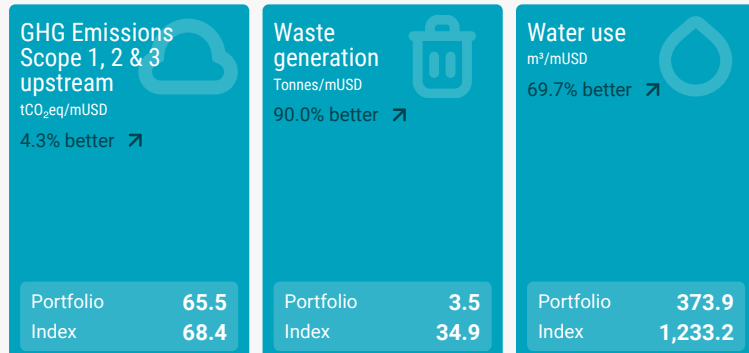 GHG Emissions
Scope 1, 2 & 3
upstream
tCO₂eq/mUSD
4.3% better
Portfolio 65.5
Index 68.4
Waste
generation
Tonnes/mUSD
90.0% better
Portfolio 3.5
Index 34.9
Water use
m³/mUSD
69.7% better
Portfolio 373.9
Index 1,233.2